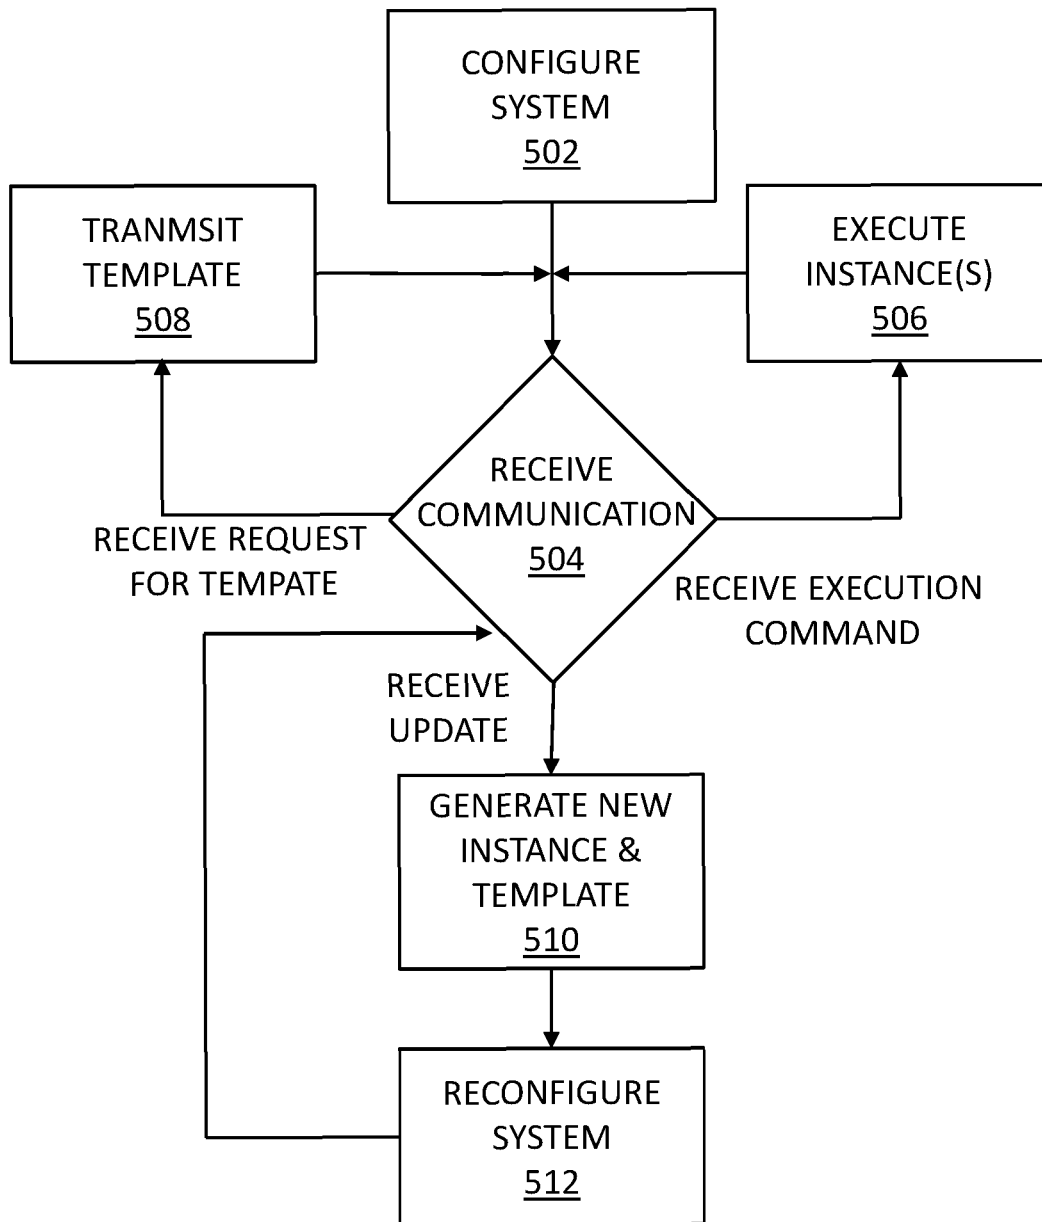 CONFIGURE
SYSTEM
502
TRANMSIT
TEMPLATE
508
EXECUTE
INSTANCE(S)
506
RECEIVE
COMMUNICATION
504
RECEIVE REQUEST
FOR TEMPATE
RECEIVE EXECUTION
COMMAND
RECEIVE
UPDATE
GENERATE NEW
INSTANCE &
TEMPLATE
510
RECONFIGURE
SYSTEM
512